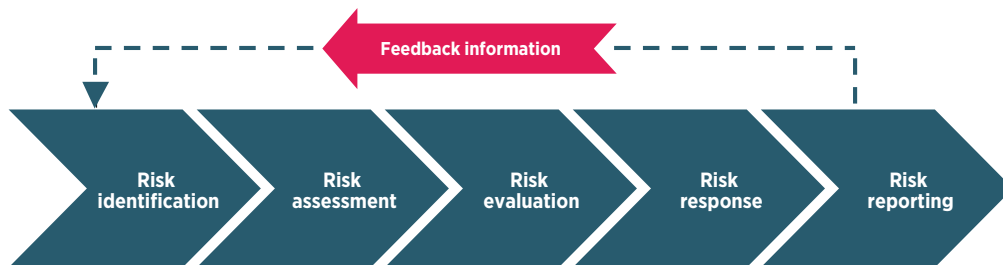 Feedback information
Risk
identification
Risk
assessment
Risk
evaluation
Risk
response
Risk
reporting